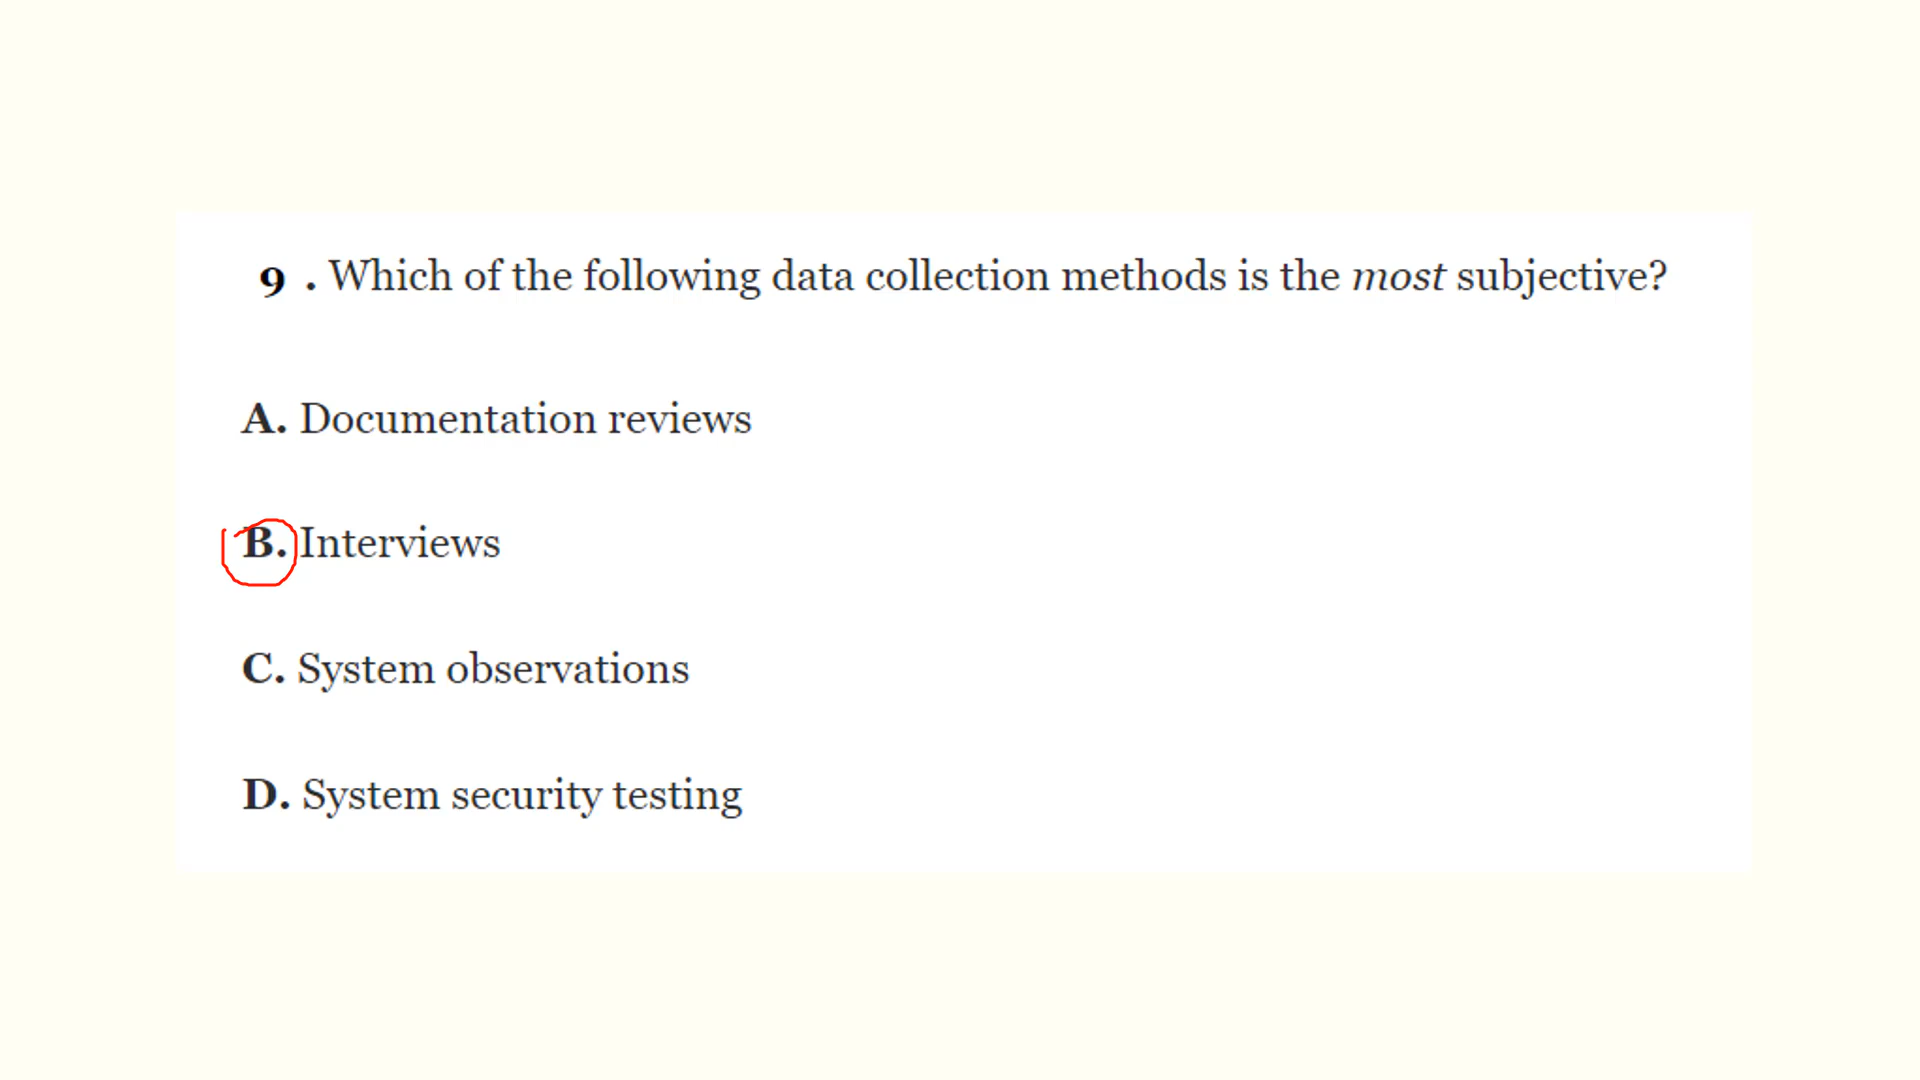 9 . Which of the following data collection methods is the most subjective?
A. Documentation reviews
B. Interviews
C. System observations
D. System security testing